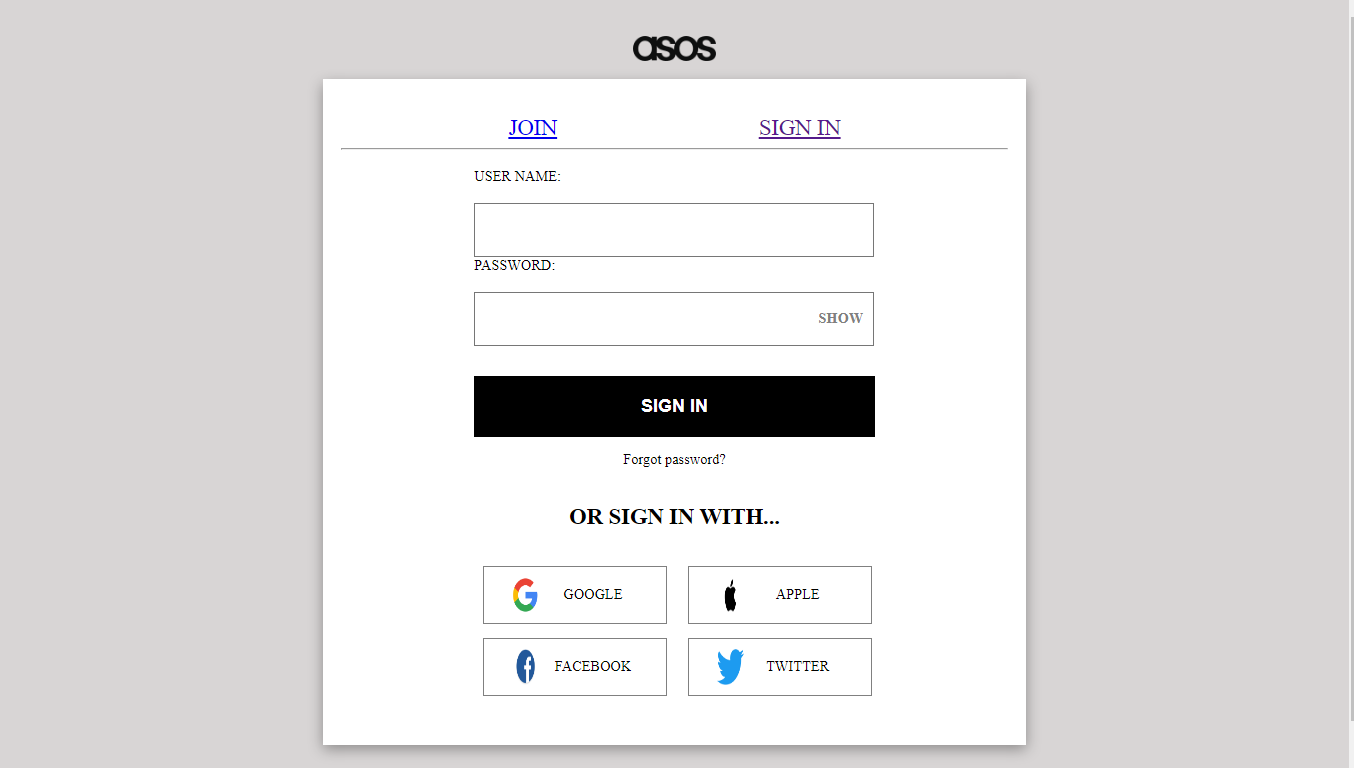 asos
JOIN SIGN IN
USER NAME:
PASSWORD:
SHOW
SIGN IN
Forgot password?
OR SIGN IN WITH...
GOOGLE APPLE
FACEBOOK TWITTER